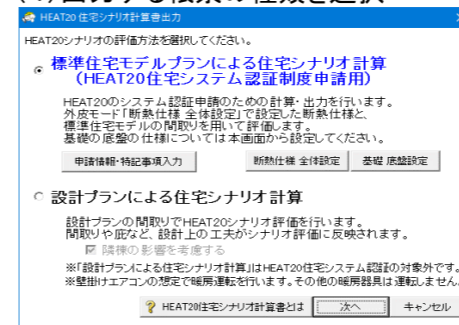 HEAT20 住宅シナリオ計算書出力
HEAT20シナリオの評価方法を選択してください。
標準住宅モデルプランによる住宅シナリオ計算
(HEAT20住宅システム認証制度申請用)
HEAT20のシステム認証申請のための計算・出力を行います。
外皮モード「断熱仕様 全体設定」で設定した断熱仕様と、
標準住宅モデルの間取りを用いて評価します。
基礎の底盤の仕様については本画面から設定してください。
申請情報・特記事項入力 断熱仕様 全体設定 基礎 底盤設定
設計プランによる住宅シナリオ計算
設計プランの間取りでHEAT20シナリオ評価を行います。
間取りや庇など、設計上の工夫がシナリオ評価に反映されます。
隣棟の影響を考慮する
※「設計プランによる住宅シナリオ計算」はHEAT20住宅システム認証の対象外です。
※壁掛けエアコンの想定で暖房運転を行います。その他の暖房器具は運転しません。
HEAT20住宅シナリオ計算書とは 次へ キャンセル